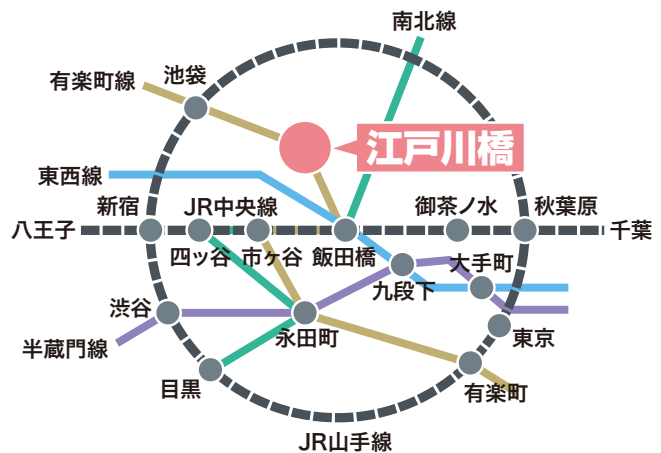 南北線
有楽町線
池袋
江戸川橋
東西線
新宿
JR中央線
御茶ノ水
秋葉原
八王子
千葉
四ッ谷
市ヶ谷
飯田橋
大手町
九段下
渋谷
永田町
東京
半蔵門線
目黒
有楽町
JR山手線